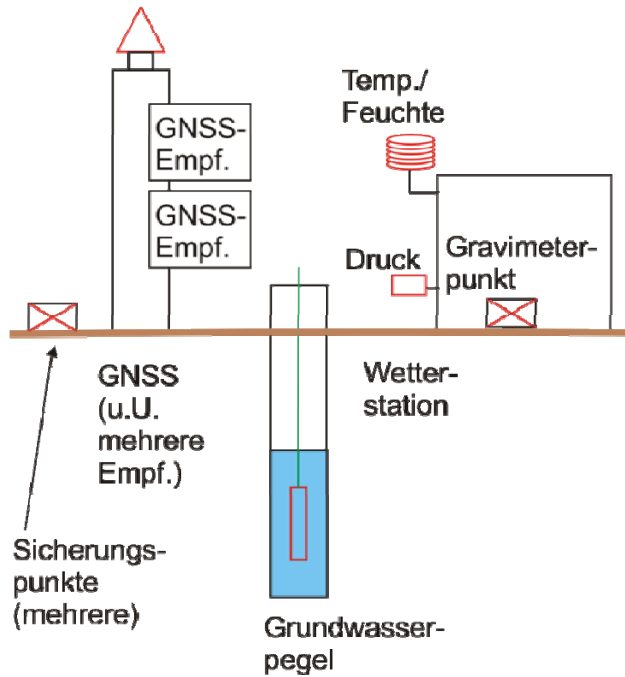 Temp./
Feuchte
GNSS-
Empf.
GNSS-
Empf.
Druck
Gravimeter-
punkt
GNSS
(u.U.
mehrere
Empf.)
Wetter-
station
Sicherungs-
punkte
(mehrere)
Grundwasser-
pegel